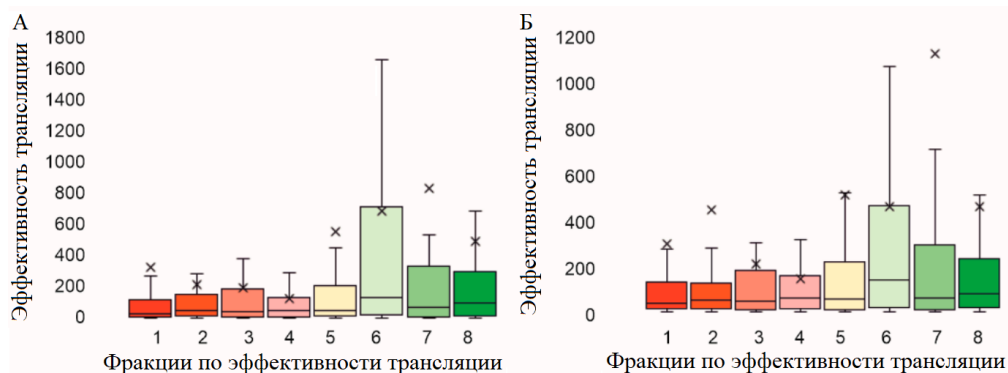 А
Эффективность трансляции
1800
1600
1400
1200
1000
800
600
400
200
0
1 2 3 4 5 6 7 8
Фракции по эффективности трансляции
Б
Эффективность трансляции
1200
1000
800
600
400
200
0
1 2 3 4 5 6 7 8
Фракции по эффективности трансляции